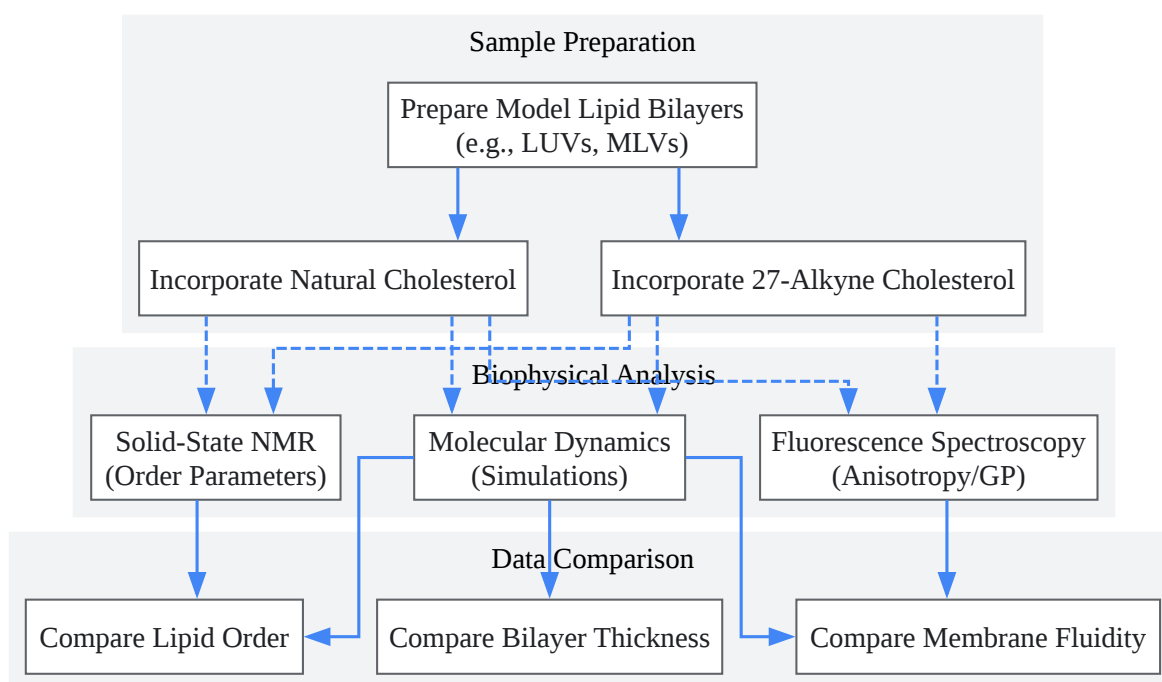 Sample Preparation
Prepare Model Lipid Bilayers
(e.g., LUVs, MLVs)
Incorporate Natural Cholesterol
Incorporate 27-Alkyne Cholesterol
Biophysical Analysis
Solid-State NMR
(Order Parameters)
Molecular Dynamics
(Simulations)
Fluorescence Spectroscopy
(Anisotropy/GP)
Data Comparison
Compare Lipid Order
Compare Bilayer Thickness
Compare Membrane Fluidity